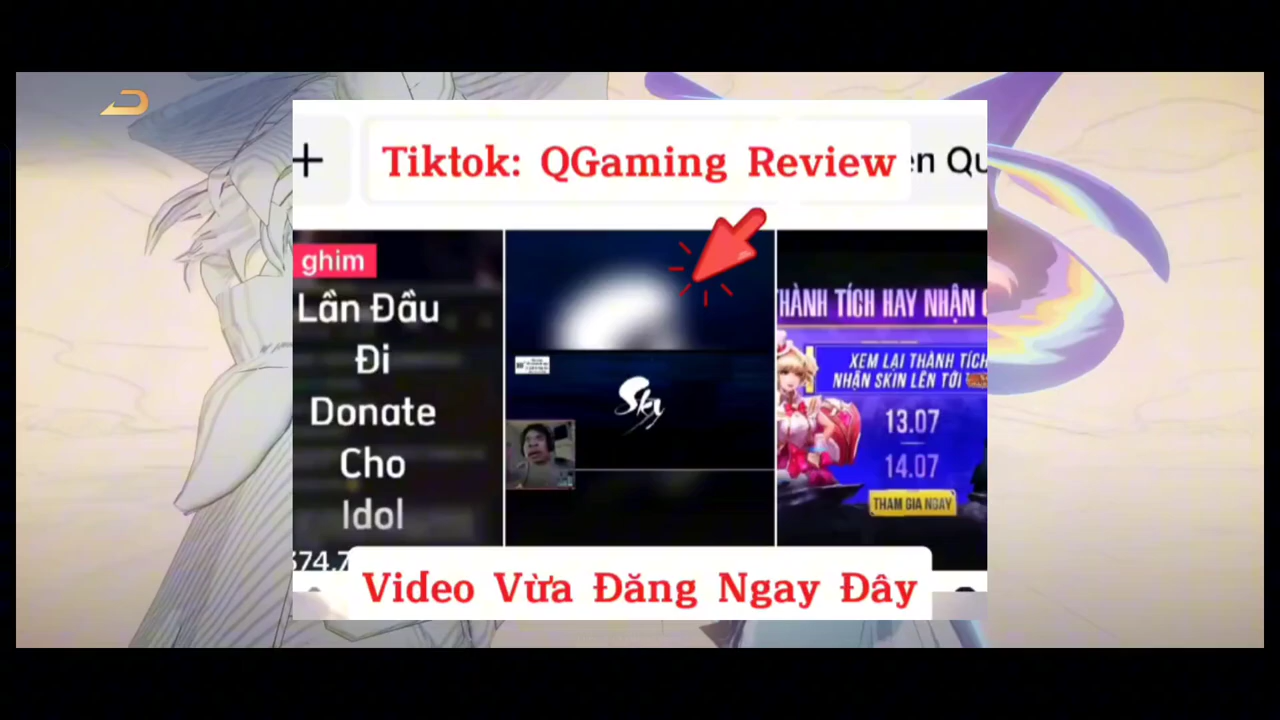 Tiktok: QGaming Review
ghim
Lần Đầu
Đi
Donate
Cho
Idol
Sky
THÀNH TÍCH HAY NHẬN
XEM LẠI THÀNH TÍCH
NHẬN SKIN LÊN TỚI
13.07
14.07
THAM GIA NGAY
Video Vừa Đăng Ngay Đây